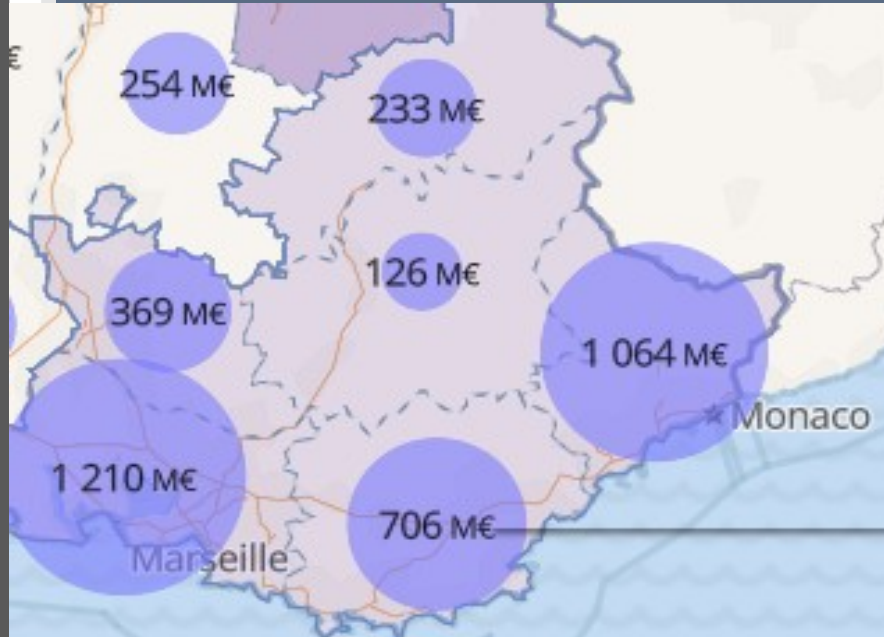 €
254 M€
233 M€
126 M€
369 M€
1 064 M€
Monaco
1 210 M€
706 M€
Marseille